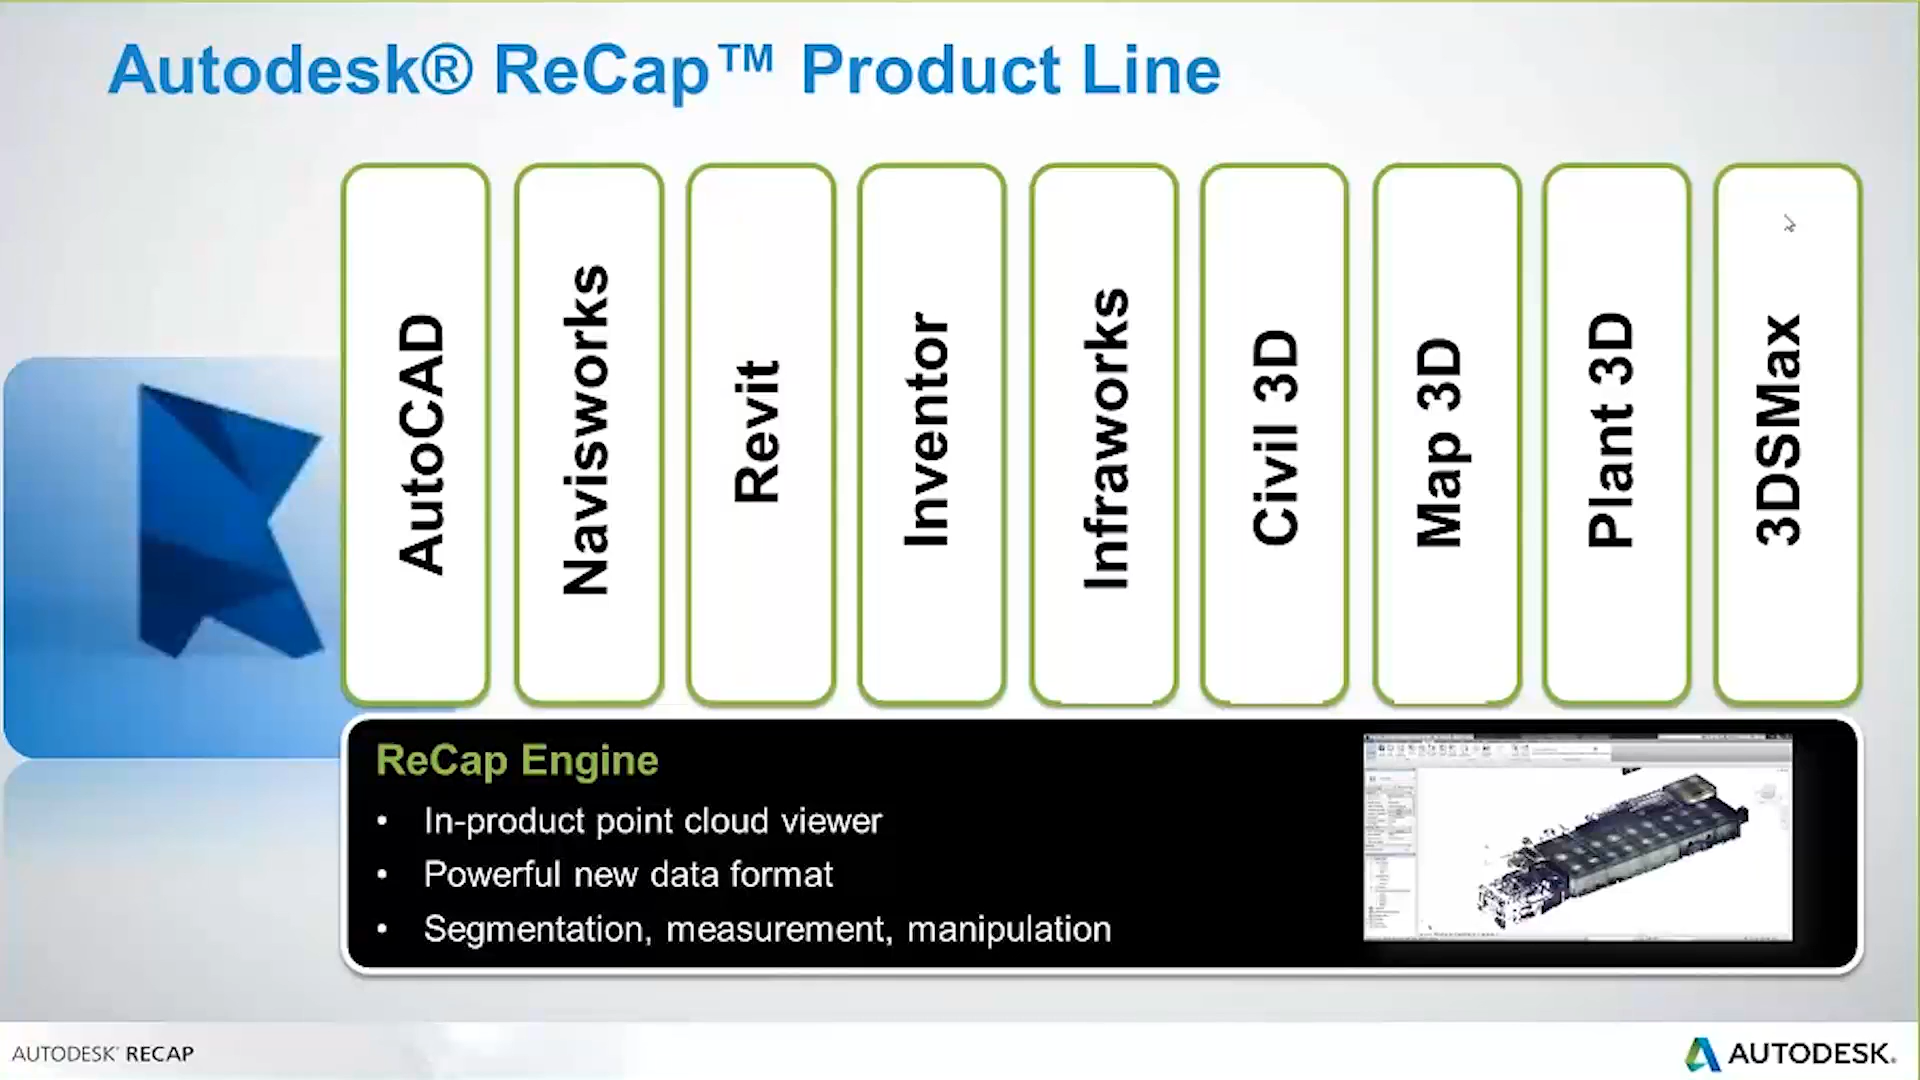 Autodesk® ReCap™ Product Line
AutoCAD
Navisworks
Revit
Inventor
Infraworks
Civil 3D
Map 3D
Plant 3D
3DSMax
ReCap Engine
• In-product point cloud viewer
• Powerful new data format
• Segmentation, measurement, manipulation
AUTODESK® RECAP
AUTODESK.